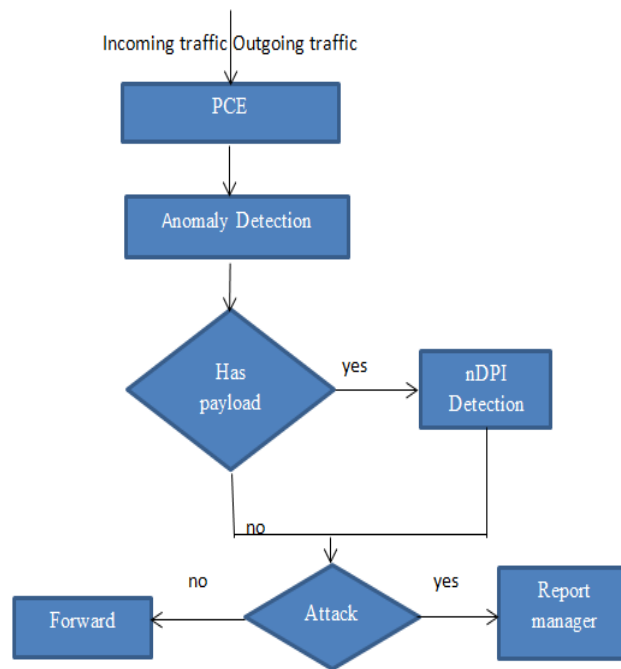 Incoming traffic Outgoing traffic
PCE
Anomaly Detection
Has
payload
yes
nDPI
Detection
no
no
Attack
yes
Forward
Report
manager